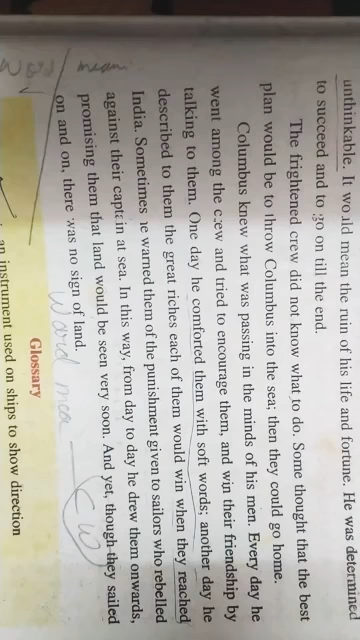 unthinkable. It would mean the ruin of his life and fortune. He was determined
to succeed and to go on till the end.
The frightened crew did not know what to do. Some thought that the best
plan would be to throw Columbus into the sea; then they could go home.
Columbus knew what was passing in the minds of his men. Every day he
went among the crew and tried to encourage them, and win their friendship by
talking to them. One day he comforted them with soft words; another day he
described to them the great riches each of them would win when they reached
India. Sometimes he warned them of the punishment given to sailors who rebelled
against their captain at sea. In this way, from day to day he drew them onwards,
promising them that land would be seen very soon. And yet, though they sailed
on and on, there was no sign of land.
Word mean
Word mea
CW
Glossary
an instrument used on ships to show direction